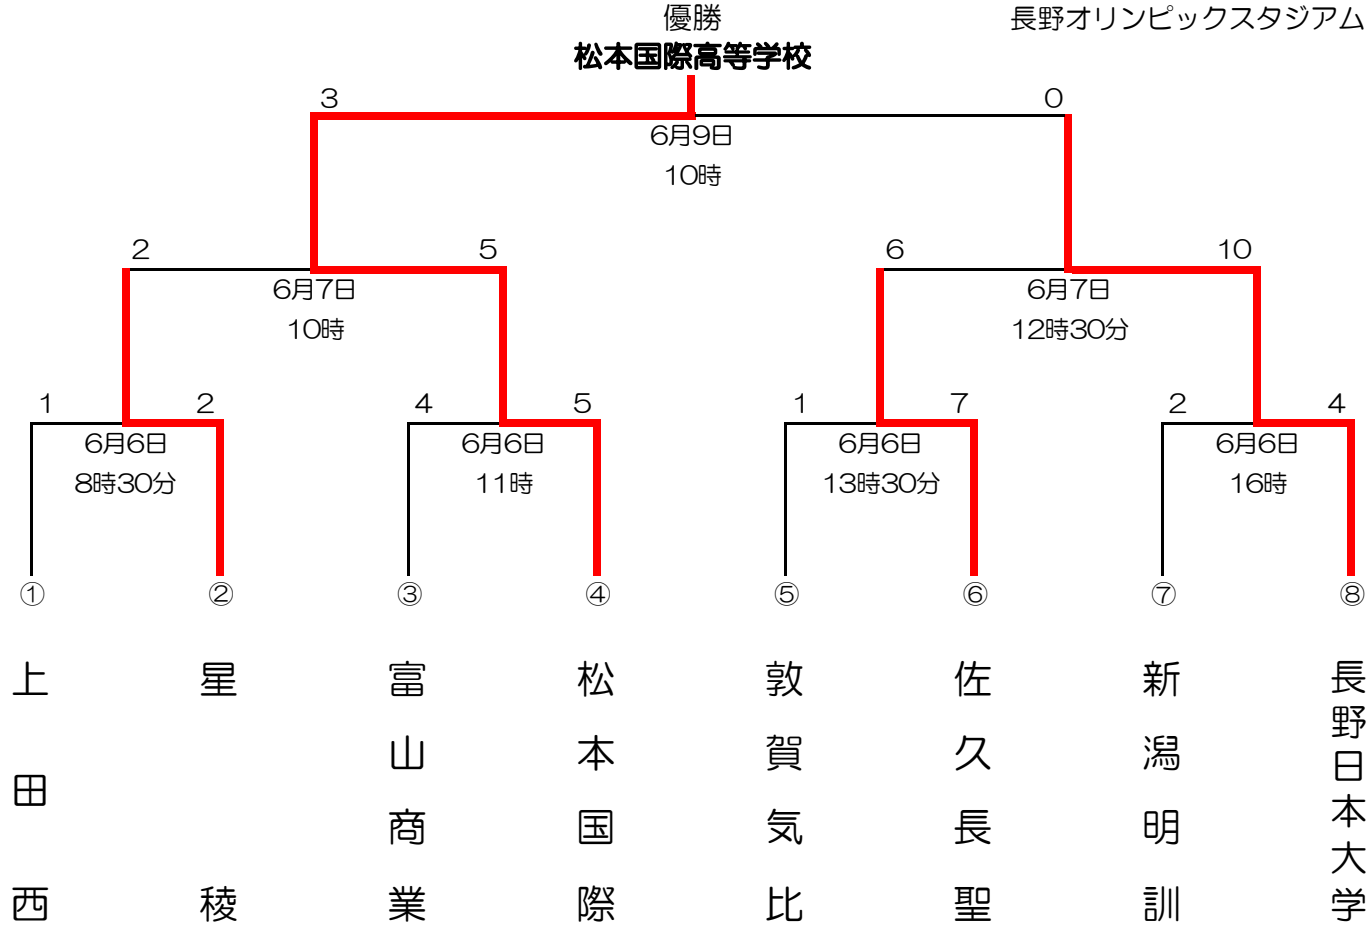 優勝
長野オリンピックスタジアム
松本国際高等学校
3
0
6月9日
10時
2
5
6
10
6月7日
10時
6月7日
12時30分
1
2
4
5
1
7
2
4
6月6日
8時30分
6月6日
11時
6月6日
13時30分
6月6日
16時
①
②
③
④
⑤
⑥
⑦
⑧
上田西
星稜
富山商業
松本国際
敦賀気比
佐久長聖
新潟明訓
長野日本大学